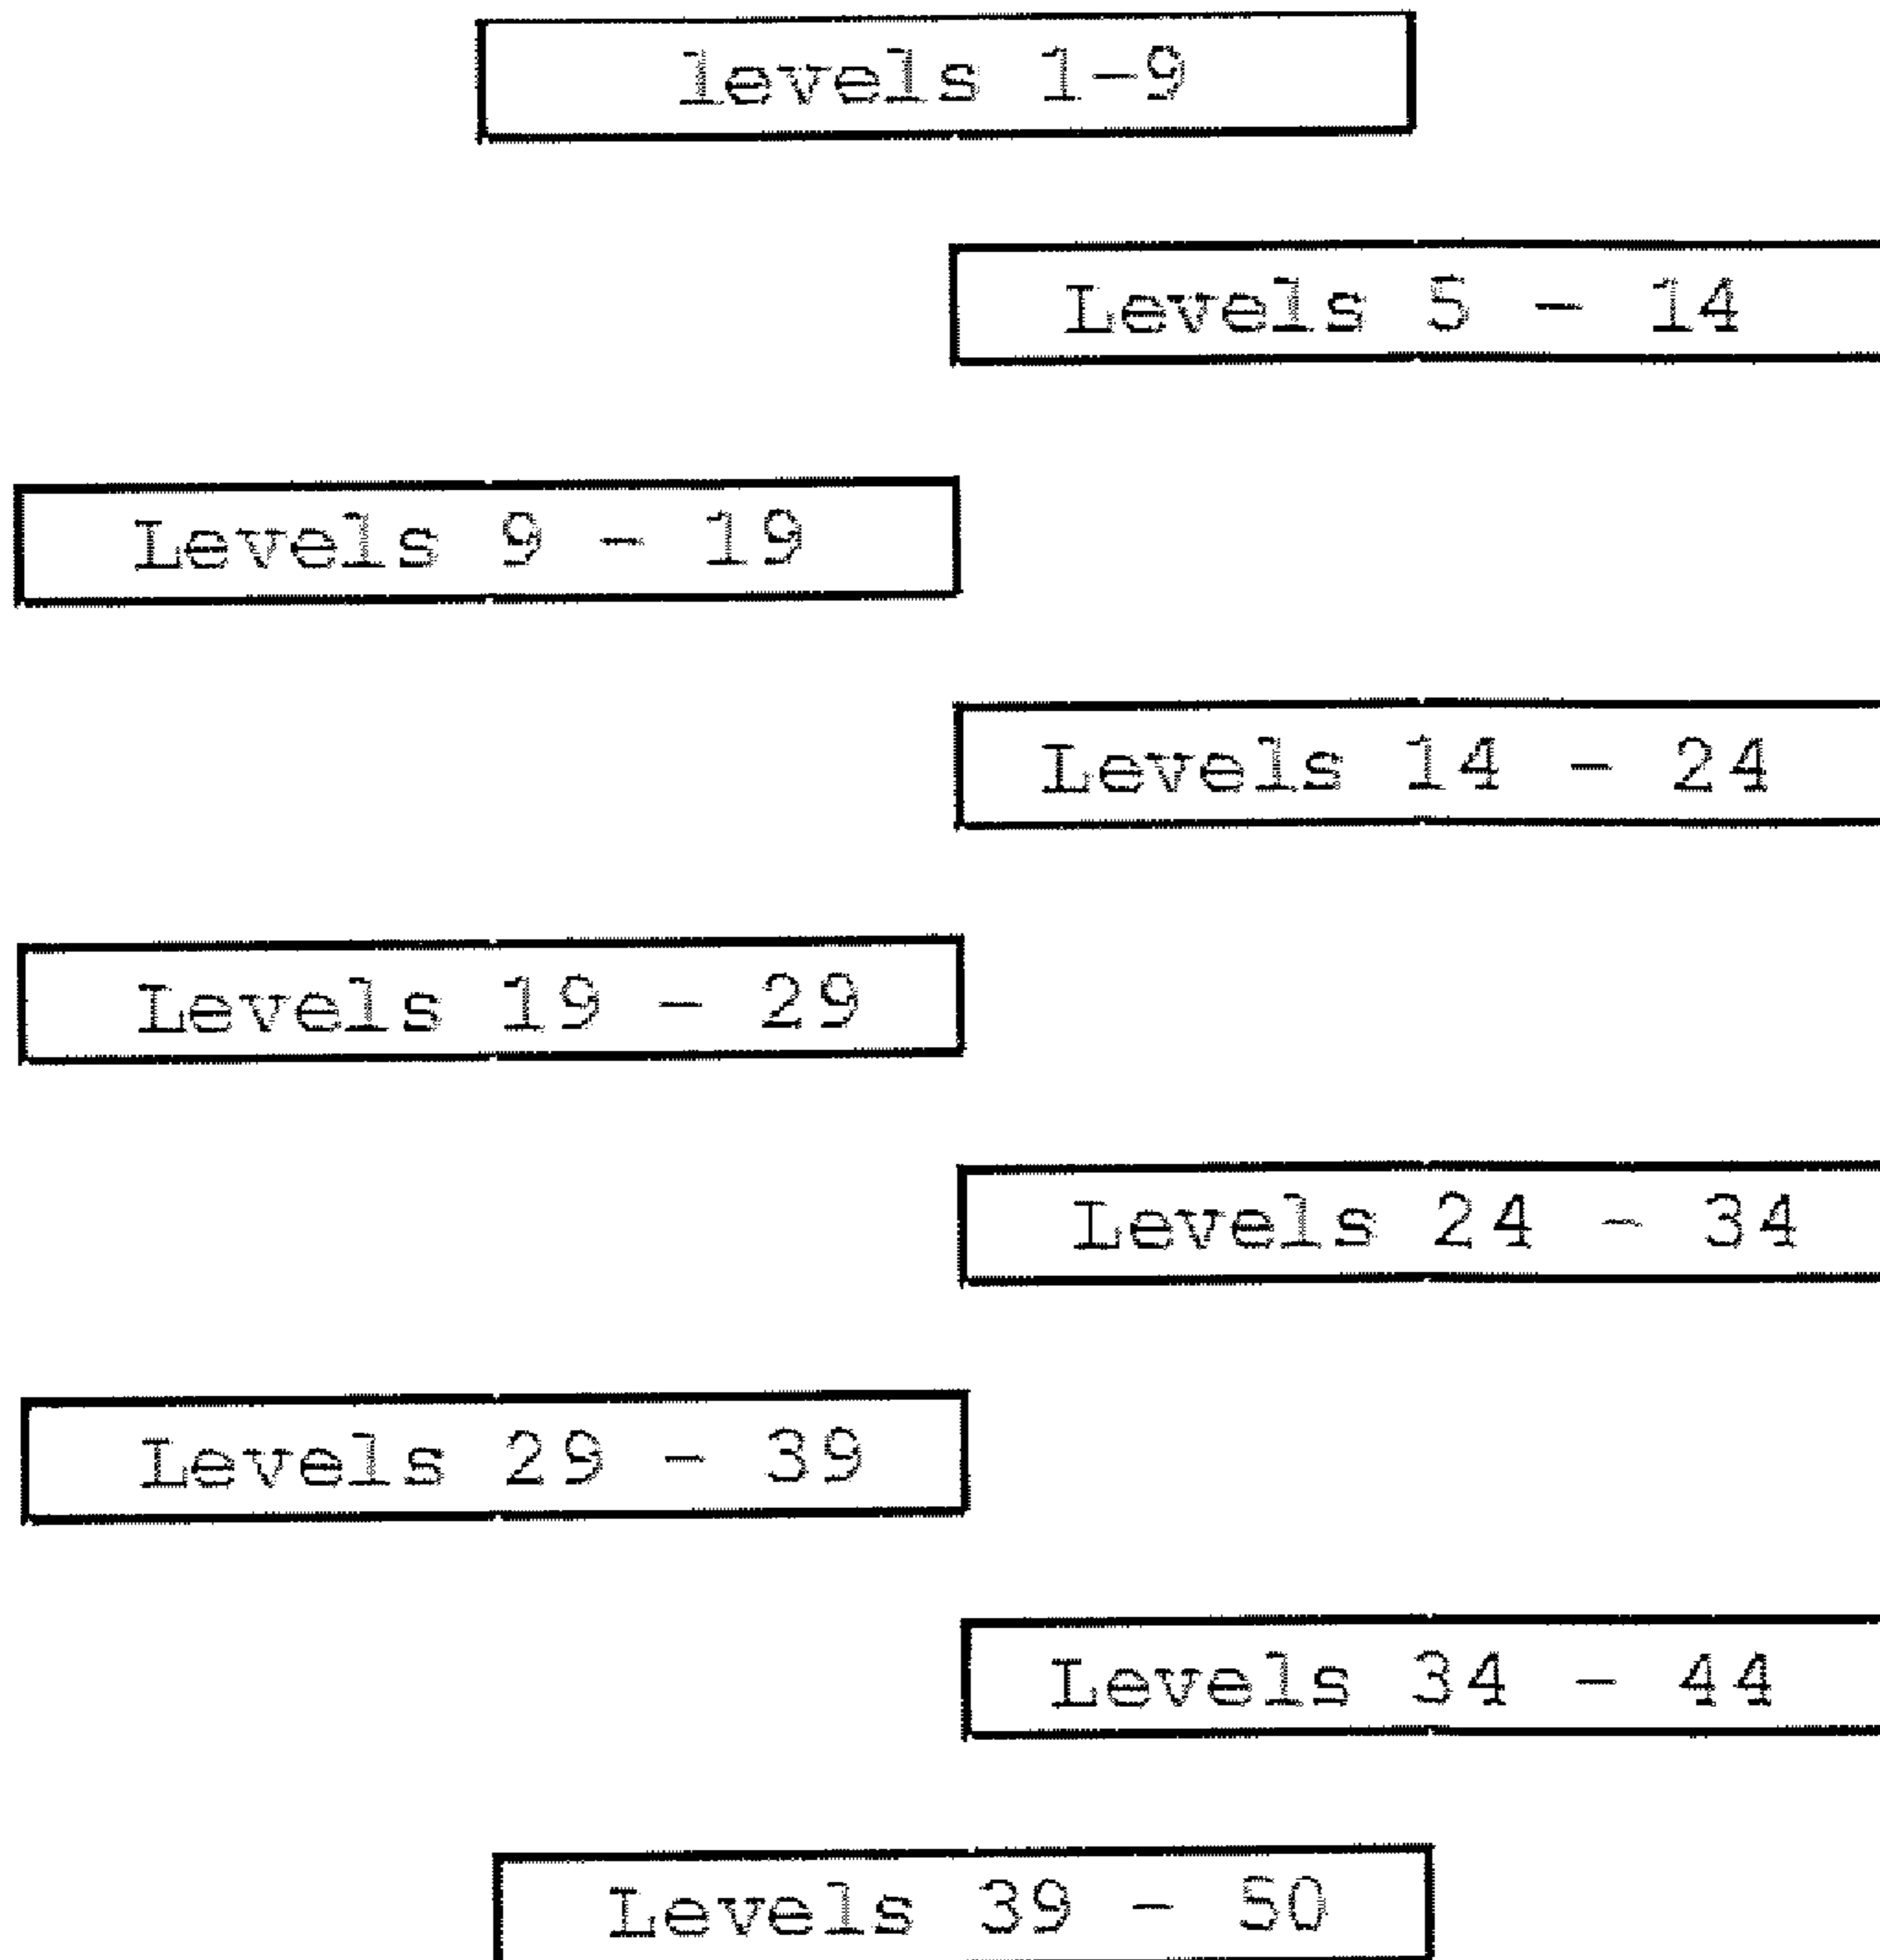 levels 1-9
Levels 5 - 14
Levels 9 - 19
Levels 14 - 24
Levels 19 - 29
Levels 24 - 34
Levels 29 - 39
Levels 34 - 44
Levels 39 - 50